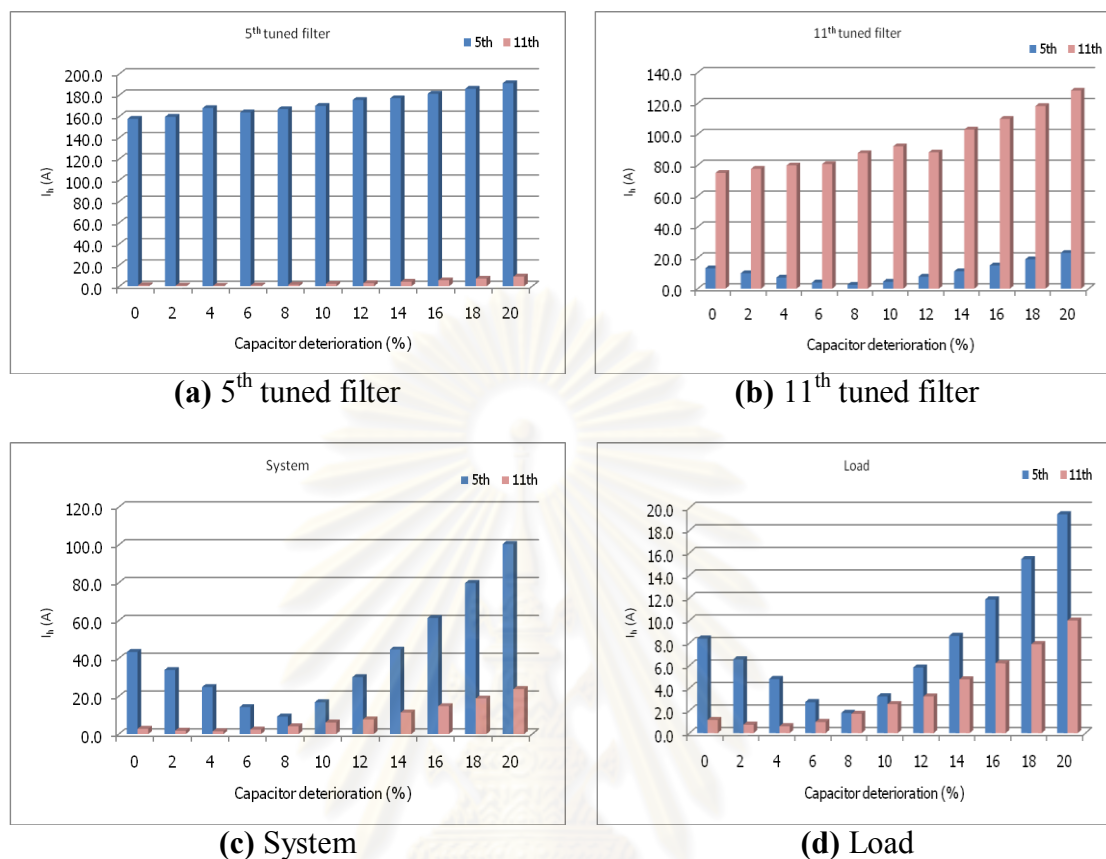 5th tuned filter
5th 11th
200.0
180.0
160.0
140.0
120.0
100.0
80.0
60.0
40.0
20.0
0.0
Ih (A)
0 2 4 6 8 10 12 14 16 18 20
Capacitor deterioration (%)
(a) 5th tuned filter
11th tuned filter
5th 11th
140.0
120.0
100.0
80.0
60.0
40.0
20.0
0.0
Ih (A)
0 2 4 6 8 10 12 14 16 18 20
Capacitor deterioration (%)
(b) 11th tuned filter
System
5th 11th
120.0
100.0
80.0
60.0
40.0
20.0
0.0
Ih (A)
0 2 4 6 8 10 12 14 16 18 20
Capacitor deterioration (%)
(c) System
Load
5th 11th
20.0
18.0
16.0
14.0
12.0
10.0
8.0
6.0
4.0
2.0
0.0
Ih (A)
0 2 4 6 8 10 12 14 16 18 20
Capacitor deterioration (%)
(d) Load